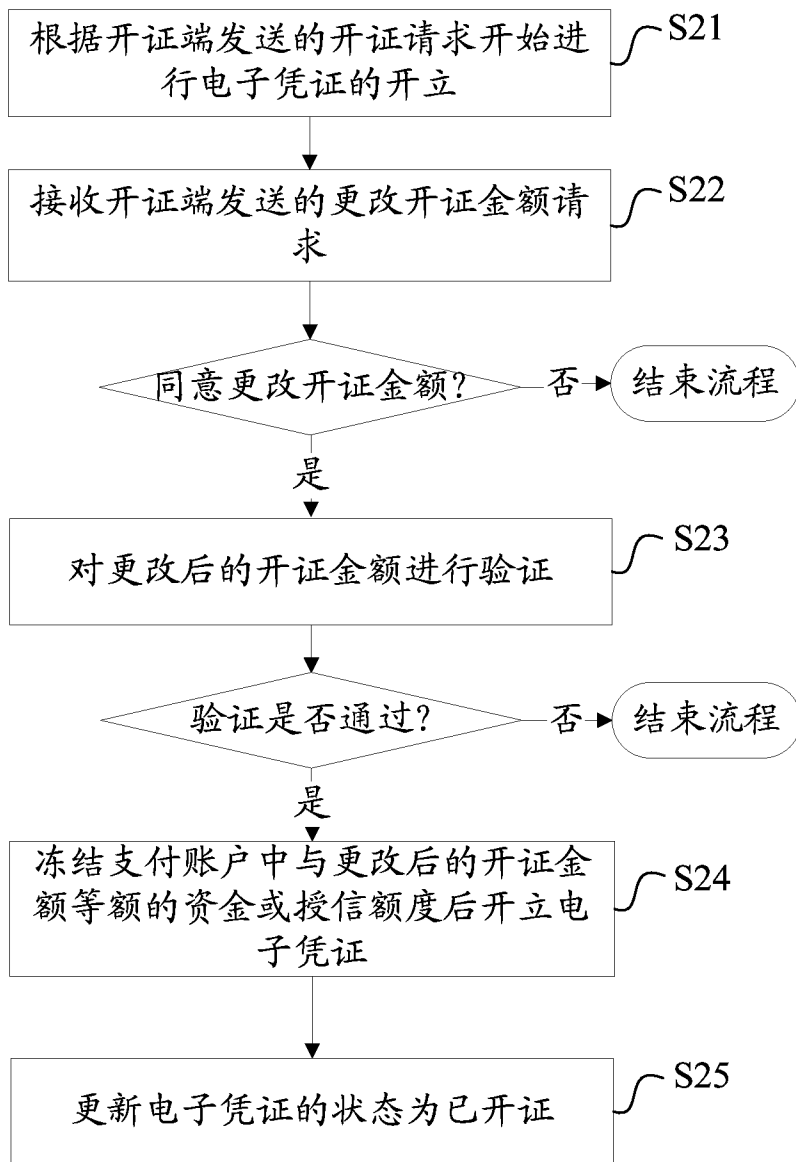 根据开证端发送的开证请求开始进
行电子凭证的开立
S21
接收开证端发送的更改开证金额请
求
S22
同意更改开证金额？
否
结束流程
是
对更改后的开证金额进行验证
S23
验证是否通过？
否
结束流程
是
冻结支付账户中与更改后的开证金
额等额的资金或授信额度后开立电
子凭证
S24
更新电子凭证的状态为已开证
S25